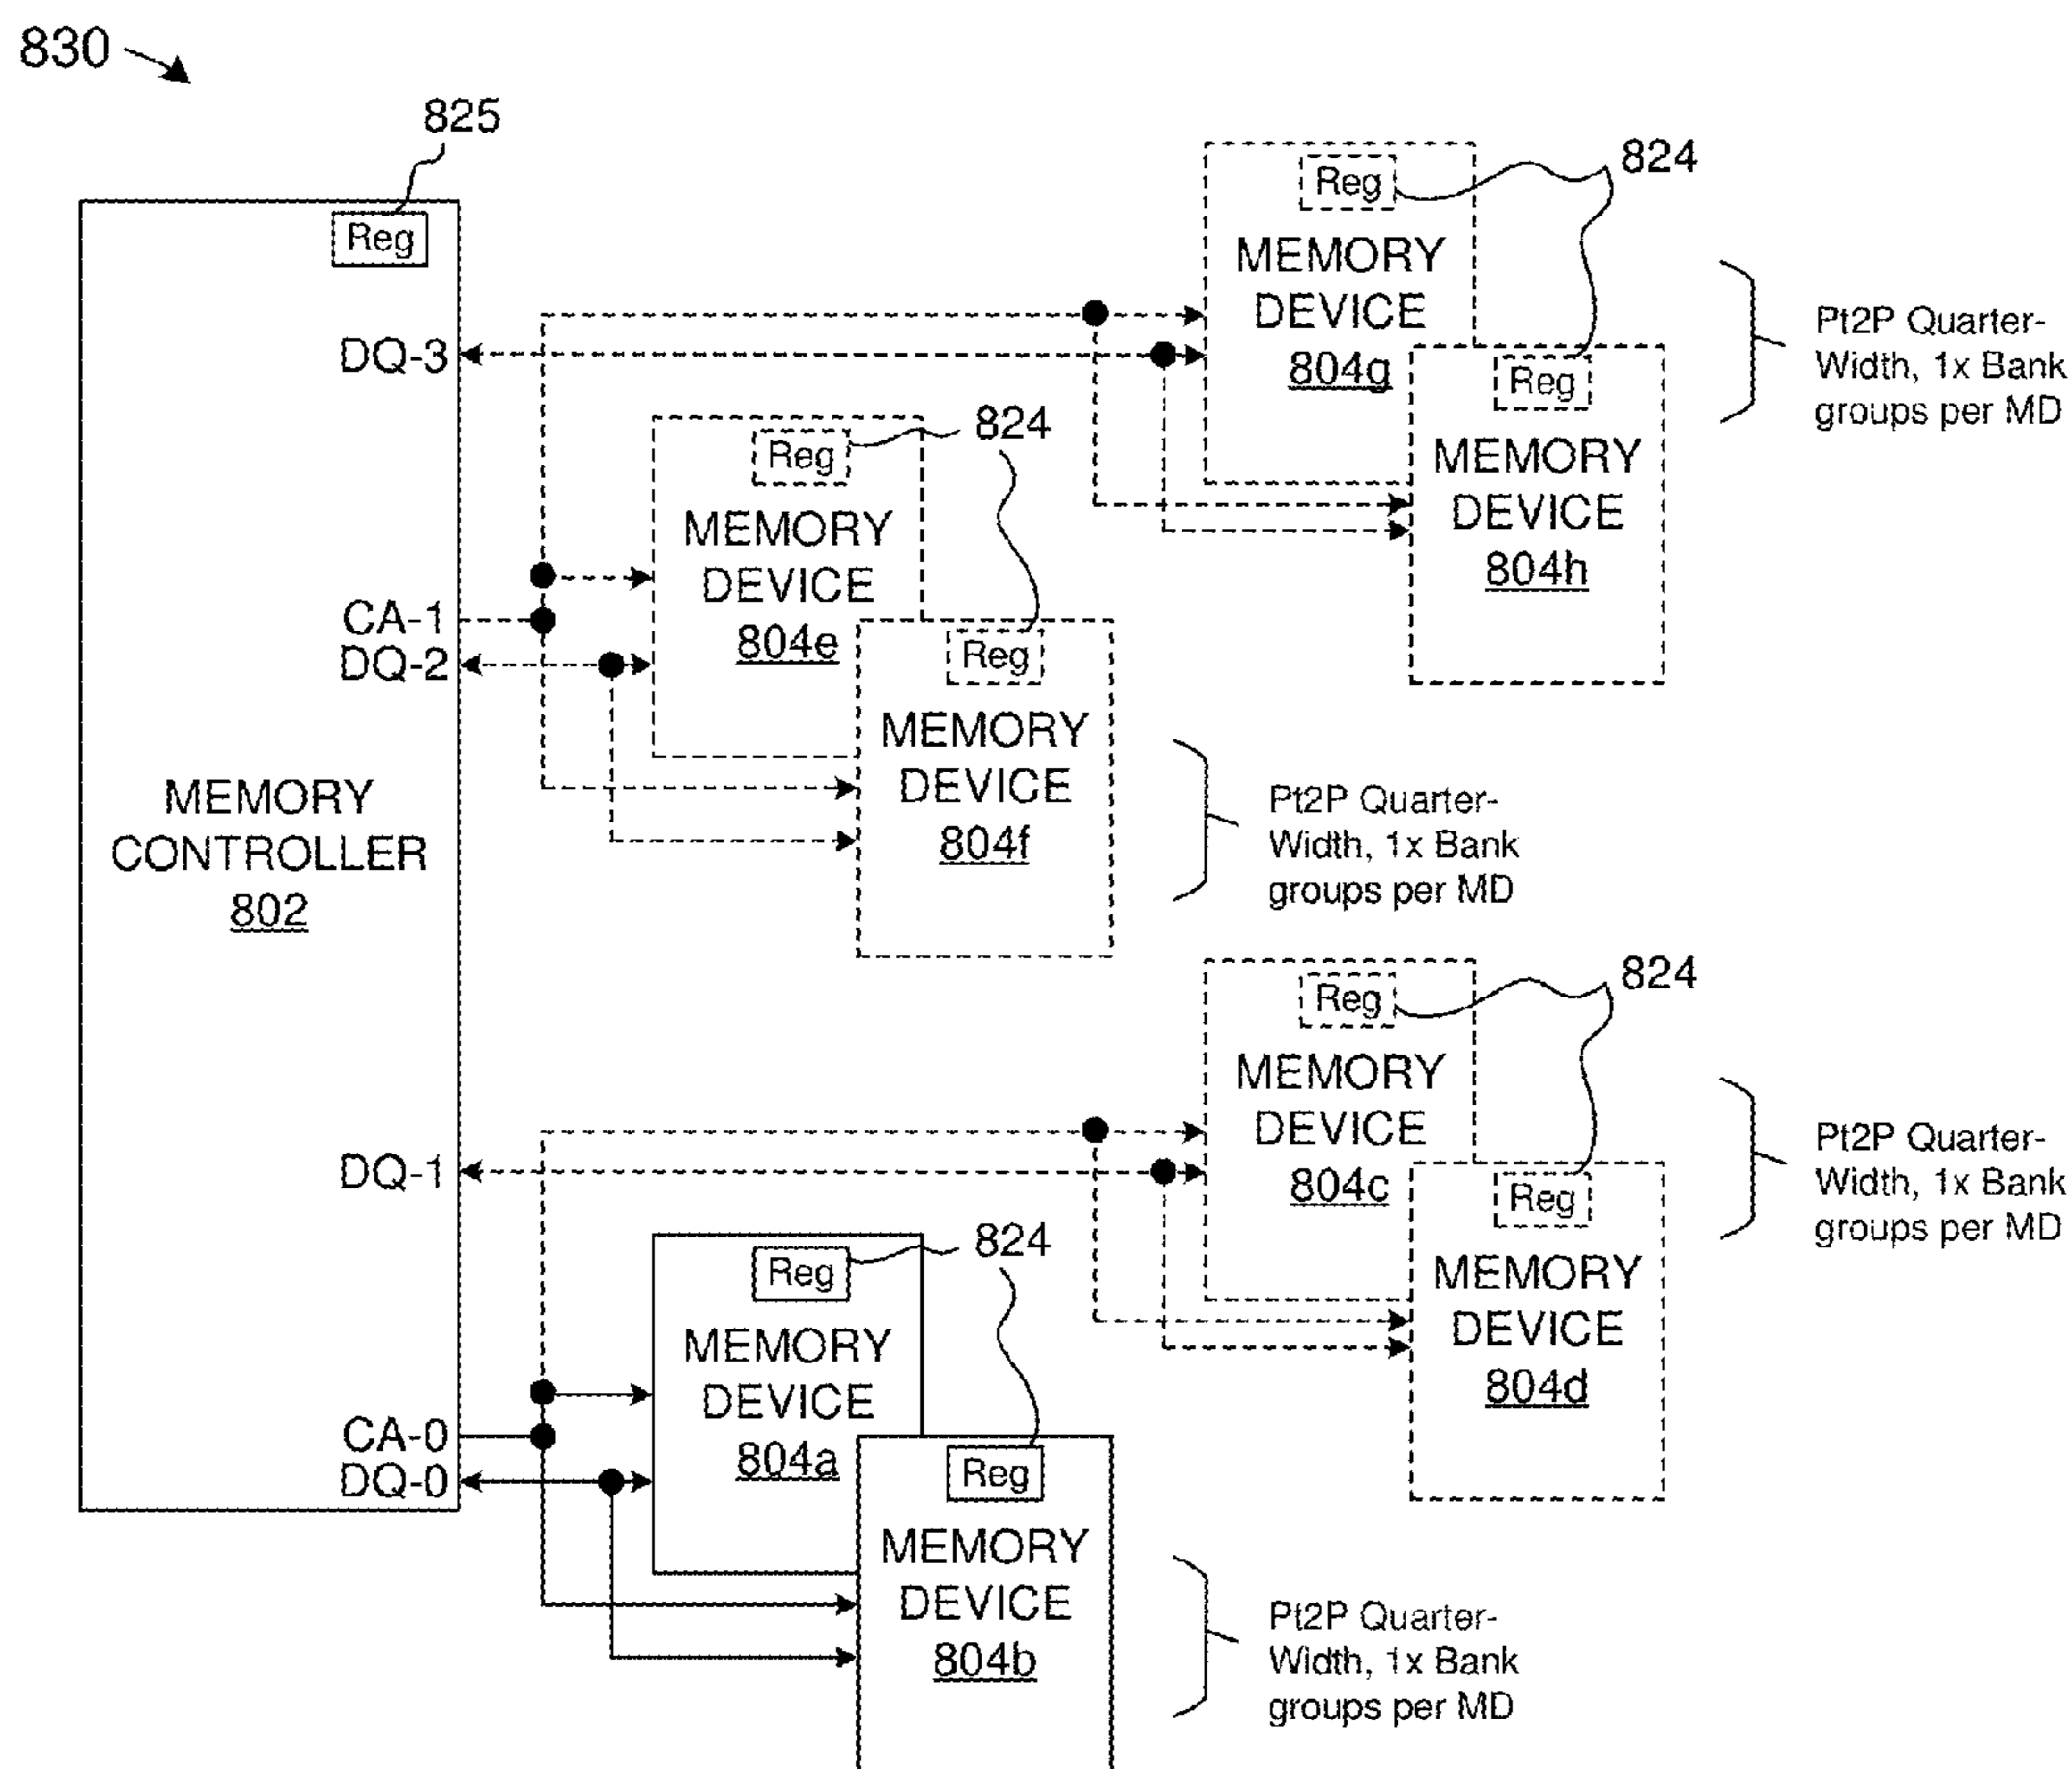 830
825
Reg
824
Reg
MEMORY
DEVICE
804g
Pt2P Quarter-
Width, 1x Bank
groups per MD
DQ-3
Reg
MEMORY
DEVICE
804h
824
Reg
MEMORY
DEVICE
804e
CA-1
DQ-2
Reg
MEMORY
DEVICE
804f
Pt2P Quarter-
Width, 1x Bank
groups per MD
MEMORY
CONTROLLER
802
824
Reg
MEMORY
DEVICE
804c
Pt2P Quarter-
Width, 1x Bank
groups per MD
DQ-1
Reg
MEMORY
DEVICE
804d
824
Reg
MEMORY
DEVICE
804a
CA-0
DQ-0
Reg
MEMORY
DEVICE
804b
Pt2P Quarter-
Width, 1x Bank
groups per MD